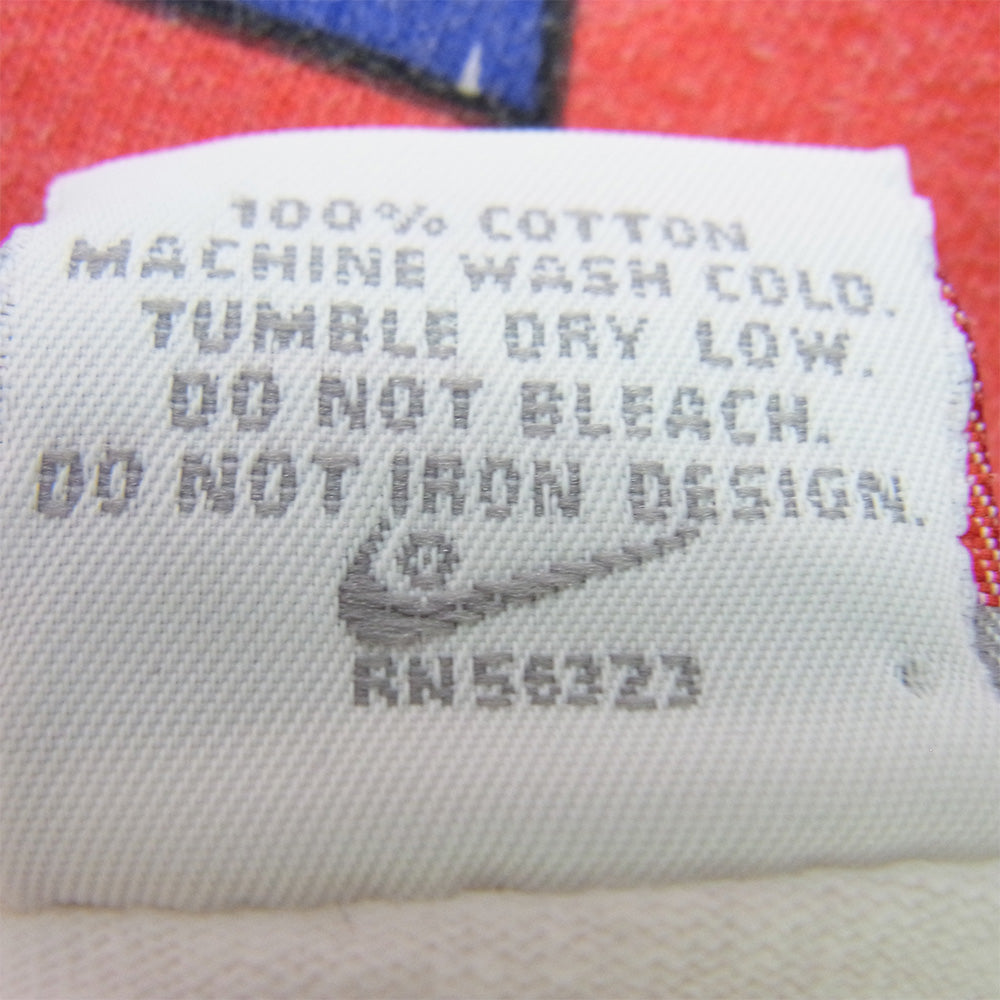 100% COTTON
MACHINE WASH COLD.
TUMBLE DRY LOW.
DO NOT BLEACH.
DO NOT IRON DESIGN.
®
RN56323